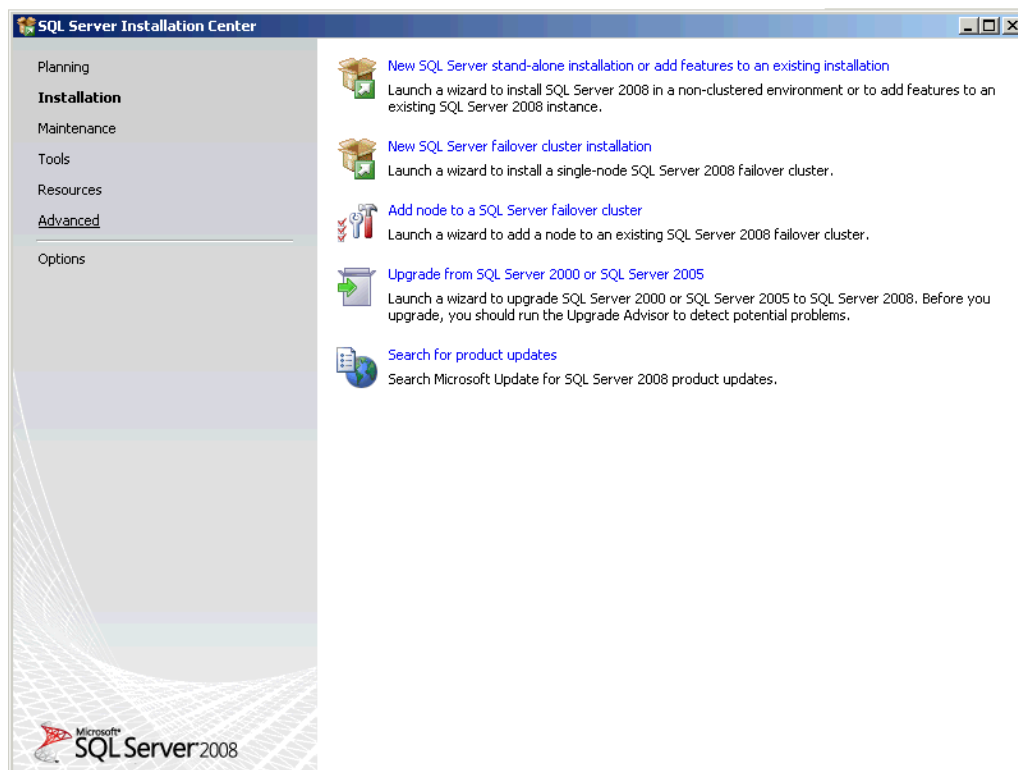 SQL Server Installation Center
Planning
Installation
Maintenance
Tools
Resources
Advanced
Options
New SQL Server stand-alone installation or add features to an existing installation
Launch a wizard to install SQL Server 2008 in a non-clustered environment or to add features to an
existing SQL Server 2008 instance.
New SQL Server failover cluster installation
Launch a wizard to install a single-node SQL Server 2008 failover cluster.
Add node to a SQL Server failover cluster
Launch a wizard to add a node to an existing SQL Server 2008 failover cluster.
Upgrade from SQL Server 2000 or SQL Server 2005
Launch a wizard to upgrade SQL Server 2000 or SQL Server 2005 to SQL Server 2008. Before you
upgrade, you should run the Upgrade Advisor to detect potential problems.
Search for product updates
Search Microsoft Update for SQL Server 2008 product updates.
Microsoft
SQL Server 2008